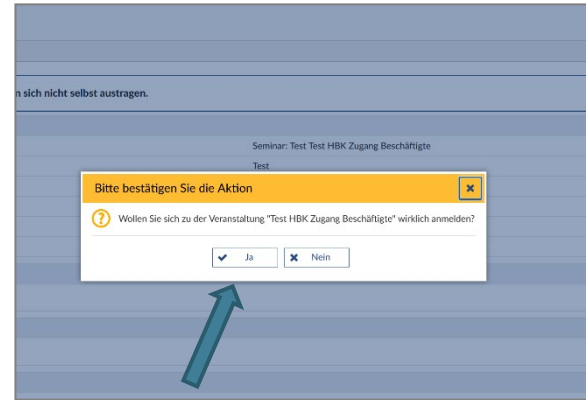 n sich nicht selbst austragen.
Seminar: Test Test HBK Zugang Beschäftigte
Test
Bitte bestätigen Sie die Aktion
Wollen Sie sich zu der Veranstaltung "Test HBK Zugang Beschäftigte" wirklich anmelden?
Ja Nein